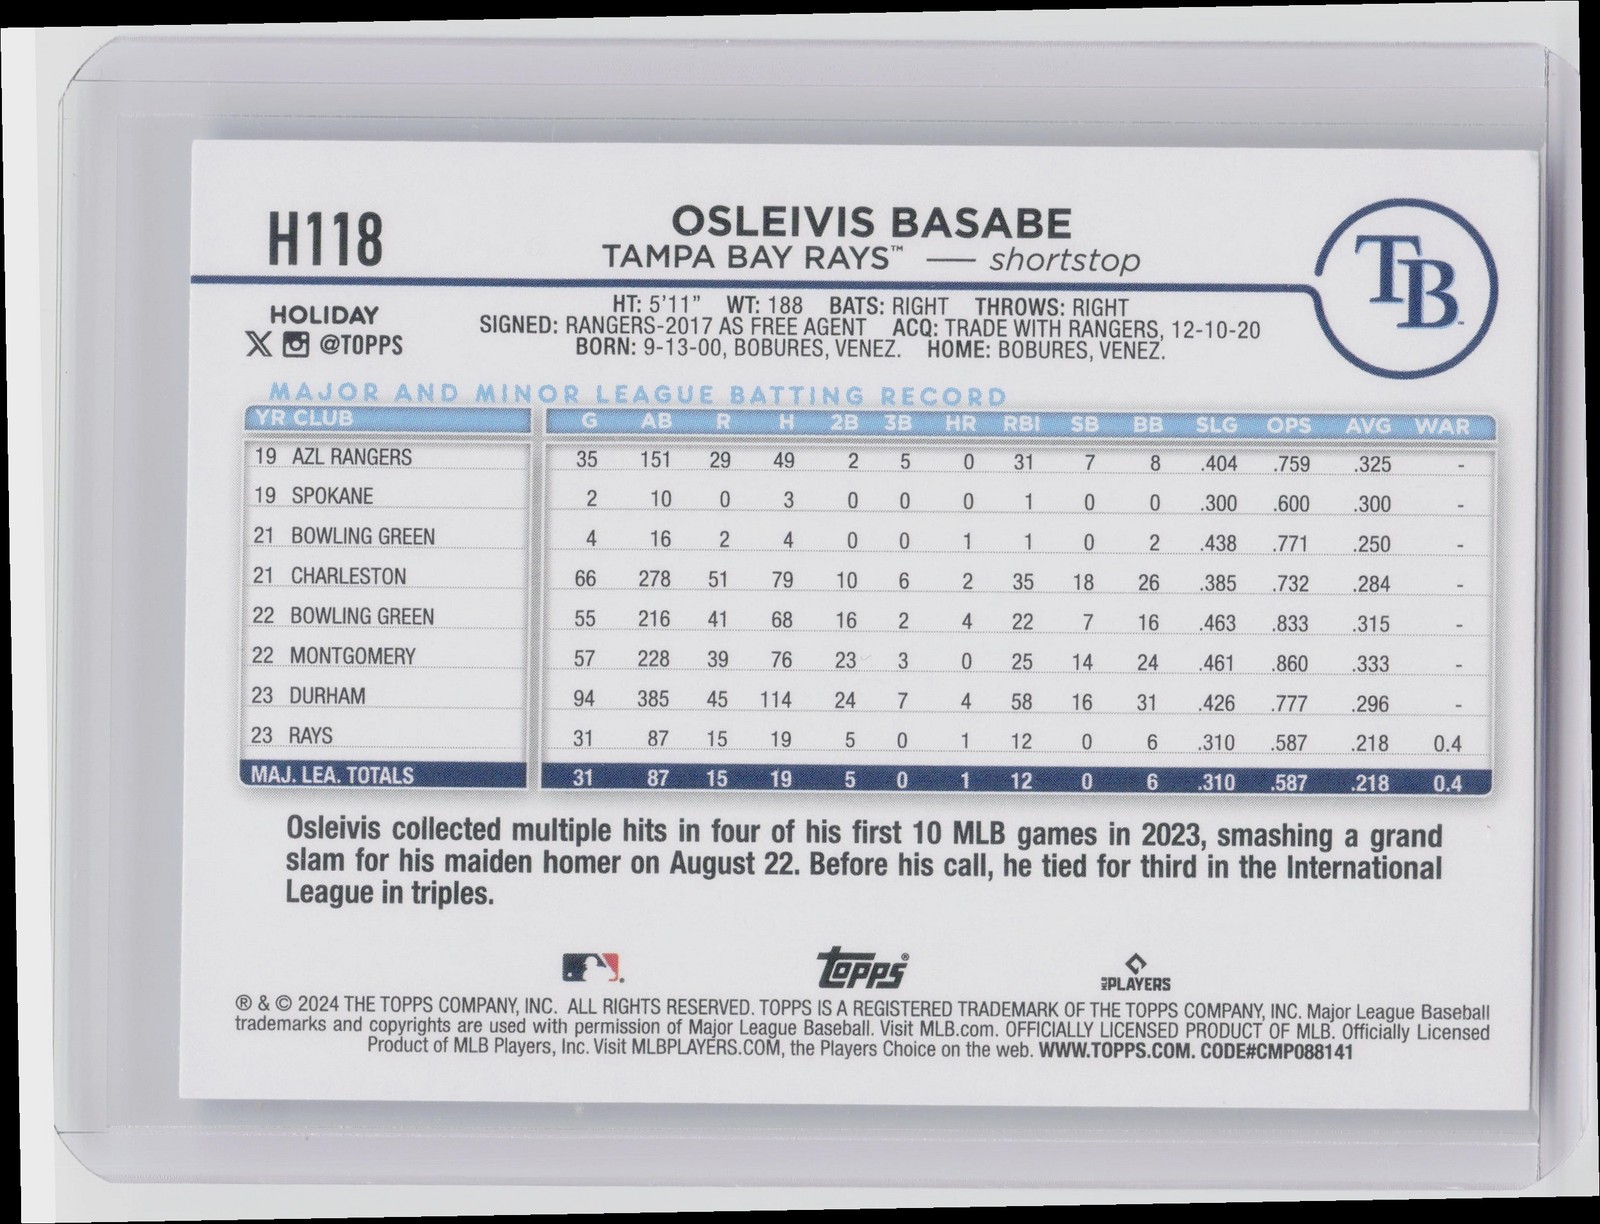 H118
OSLEIVIS BASABE
TAMPA BAY RAYS™ — shortstop
TB
HOLIDAY
@TOPPS
HT: 5'11" WT: 188 BATS: RIGHT THROWS: RIGHT
SIGNED: RANGERS-2017 AS FREE AGENT ACQ: TRADE WITH RANGERS, 12-10-20
BORN: 9-13-00, BOBURES, VENEZ. HOME: BOBURES, VENEZ.
MAJOR AND MINOR LEAGUE BATTING RECORD
YR CLUB G AB R H 2B 3B HR RBI SB BB SLG OPS AVG WAR
19 AZL RANGERS 35 151 29 49 2 5 0 31 7 8 .404 .759 .325 -
19 SPOKANE 2 10 0 3 0 0 0 1 0 0 .300 .600 .300 -
21 BOWLING GREEN 4 16 2 4 0 0 1 1 0 2 .438 .771 .250 -
21 CHARLESTON 66 278 51 79 10 6 2 35 18 26 .385 .732 .284 -
22 BOWLING GREEN 55 216 41 68 16 2 4 22 7 16 .463 .833 .315 -
22 MONTGOMERY 57 228 39 76 23 3 0 25 14 24 .461 .860 .333 -
23 DURHAM 94 385 45 114 24 7 4 58 16 31 .426 .777 .296 -
23 RAYS 31 87 15 19 5 0 1 12 0 6 .310 .587 .218 0.4
MAJ. LEA. TOTALS 31 87 15 19 5 0 1 12 0 6 .310 .587 .218 0.4
Osleivis collected multiple hits in four of his first 10 MLB games in 2023, smashing a grand
slam for his maiden homer on August 22. Before his call, he tied for third in the International
League in triples.
Topps®
MLB PLAYERS
® & © 2024 THE TOPPS COMPANY, INC. ALL RIGHTS RESERVED. TOPPS IS A REGISTERED TRADEMARK OF THE TOPPS COMPANY, INC. Major League Baseball
trademarks and copyrights are used with permission of Major League Baseball. Visit MLB.com. OFFICIALLY LICENSED PRODUCT OF MLB. Officially Licensed
Product of MLB Players, Inc. Visit MLBPLAYERS.COM, the Players Choice on the web. WWW.TOPPS.COM. CODE#CMP088141